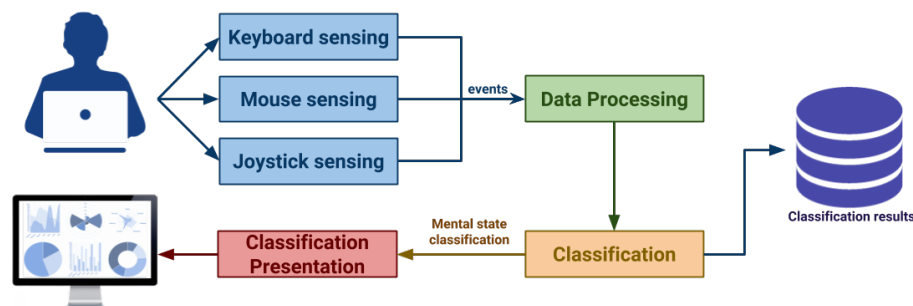 Keyboard sensing
Mouse sensing
events
Data Processing
Joystick sensing
Classification results
Mental state
classification
Classification
Presentation
Classification